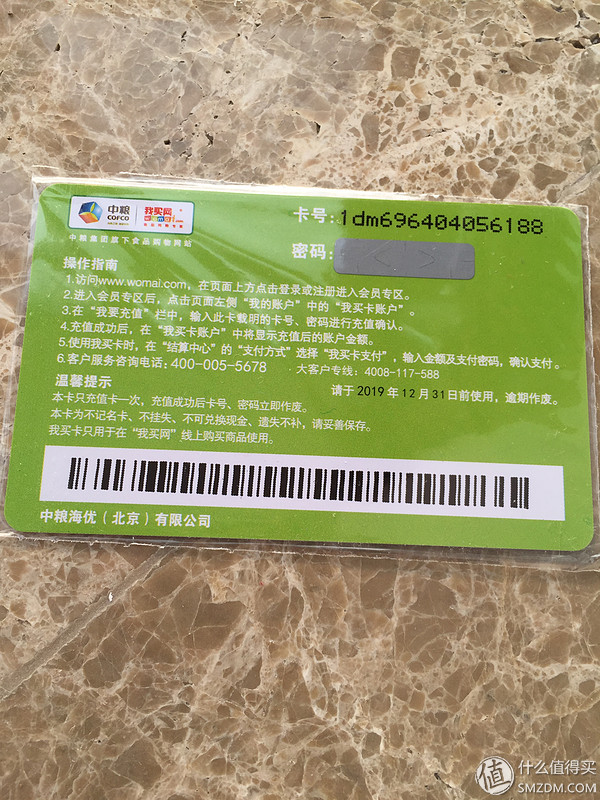 中粮
COFCO
我买网
womai.com
中粮集团旗下食品购物网站
卡号:1dm696404056188
密码:
操作指南
1.访问www.womai.com,在页面上方点击登录或注册进入会员专区。
2.进入会员专区后,点击页面左侧“我的账户”中的“我买卡账户”。
3.在“我要充值”栏中,输入此卡载明的卡号、密码进行充值确认。
4.充值成功后,在“我买卡账户”中将显示充值后的账户金额。
5.使用我买卡时,在“结算中心”的“支付方式”选择“我买卡支付”,输入金额及支付密码,确认支付。
6.客户服务咨询电话:400-005-5678 · 大客户专线:4008-117-588
请于2019年12月31日前使用,逾期作废。
温馨提示
本卡只充值卡一次,充值成功后卡号、密码立即作废。
本卡为不记名卡、不挂失、不可兑换现金、遗失不补,请妥善保存。
我买卡只用于在“我买网”线上购买商品使用。
中粮海优(北京)有限公司
值 什么值得买
SMZDM.COM